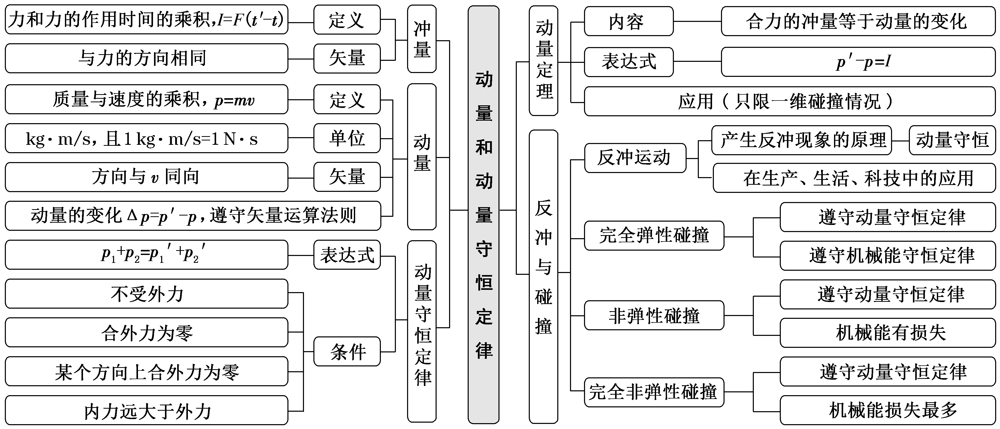 力和力的作用时间的乘积,I=F(t′-t)
定义
冲量
与力的方向相同
矢量
质量与速度的乘积，p=mv
定义
动量
kg·m/s,且1 kg·m/s=1 N·s
单位
方向与v同向
矢量
动量的变化Δp=p′-p,遵守矢量运算法则
p₁+p₂=p₁′+p₂′
表达式
动量守恒定律
不受外力
合外力为零
条件
某个方向上合外力为零
内力远大于外力
动量和动量守恒定律
动量定理
内容
合力的冲量等于动量的变化
表达式
p′-p=I
应用(只限一维碰撞情况)
反冲与碰撞
反冲运动
产生反冲现象的原理
动量守恒
在生产、生活、科技中的应用
完全弹性碰撞
遵守动量守恒定律
遵守机械能守恒定律
非弹性碰撞
遵守动量守恒定律
机械能有损失
完全非弹性碰撞
遵守动量守恒定律
机械能损失最多